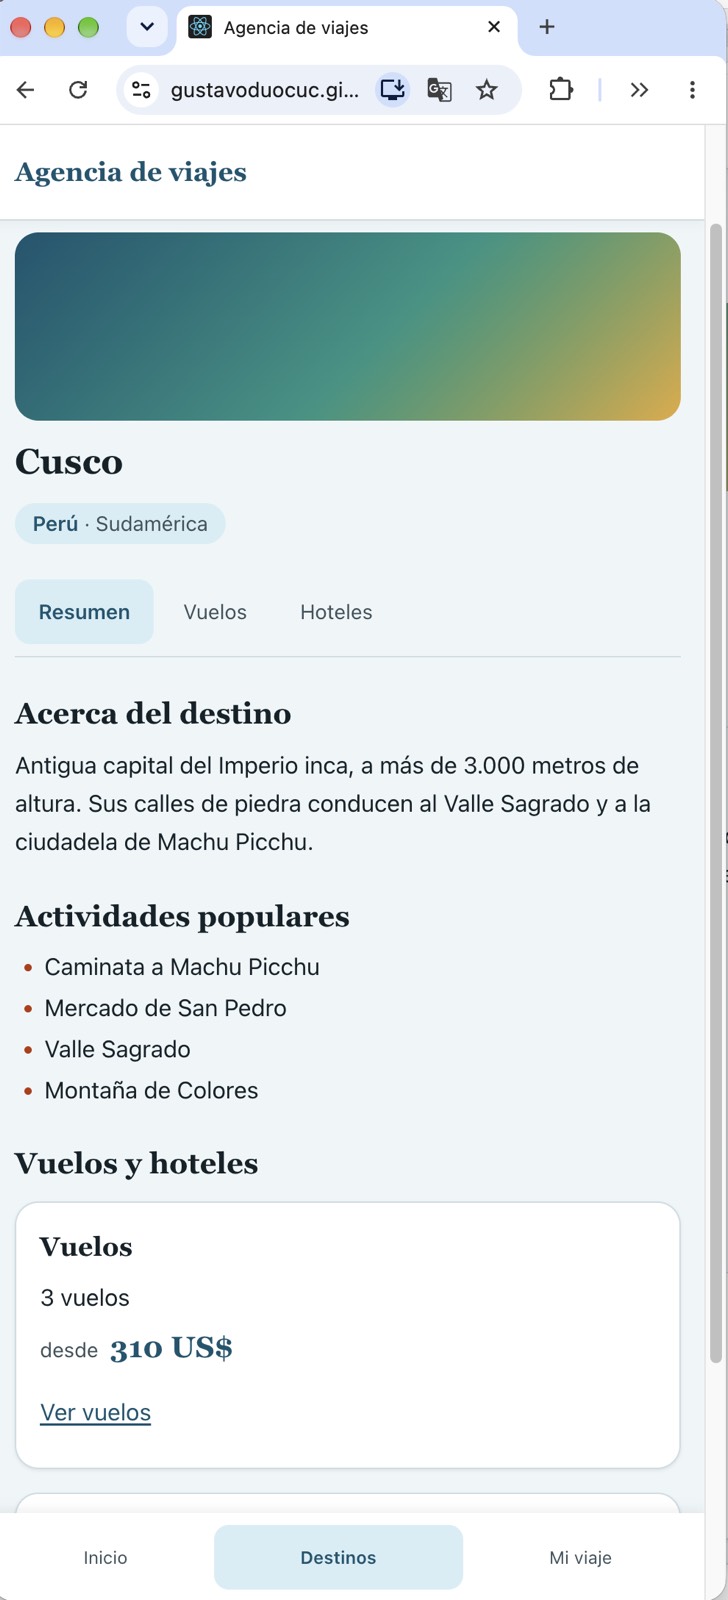 Agencia de viajes
gustavoduocuc.gi...
Agencia de viajes
Cusco
Perú · Sudamérica
Resumen
Vuelos
Hoteles
Acerca del destino
Antigua capital del Imperio inca, a más de 3.000 metros de
altura. Sus calles de piedra conducen al Valle Sagrado y a la
ciudadela de Machu Picchu.
Actividades populares
• Caminata a Machu Picchu
• Mercado de San Pedro
• Valle Sagrado
• Montaña de Colores
Vuelos y hoteles
Vuelos
3 vuelos
desde 310 US$
Ver vuelos
Inicio
Destinos
Mi viaje